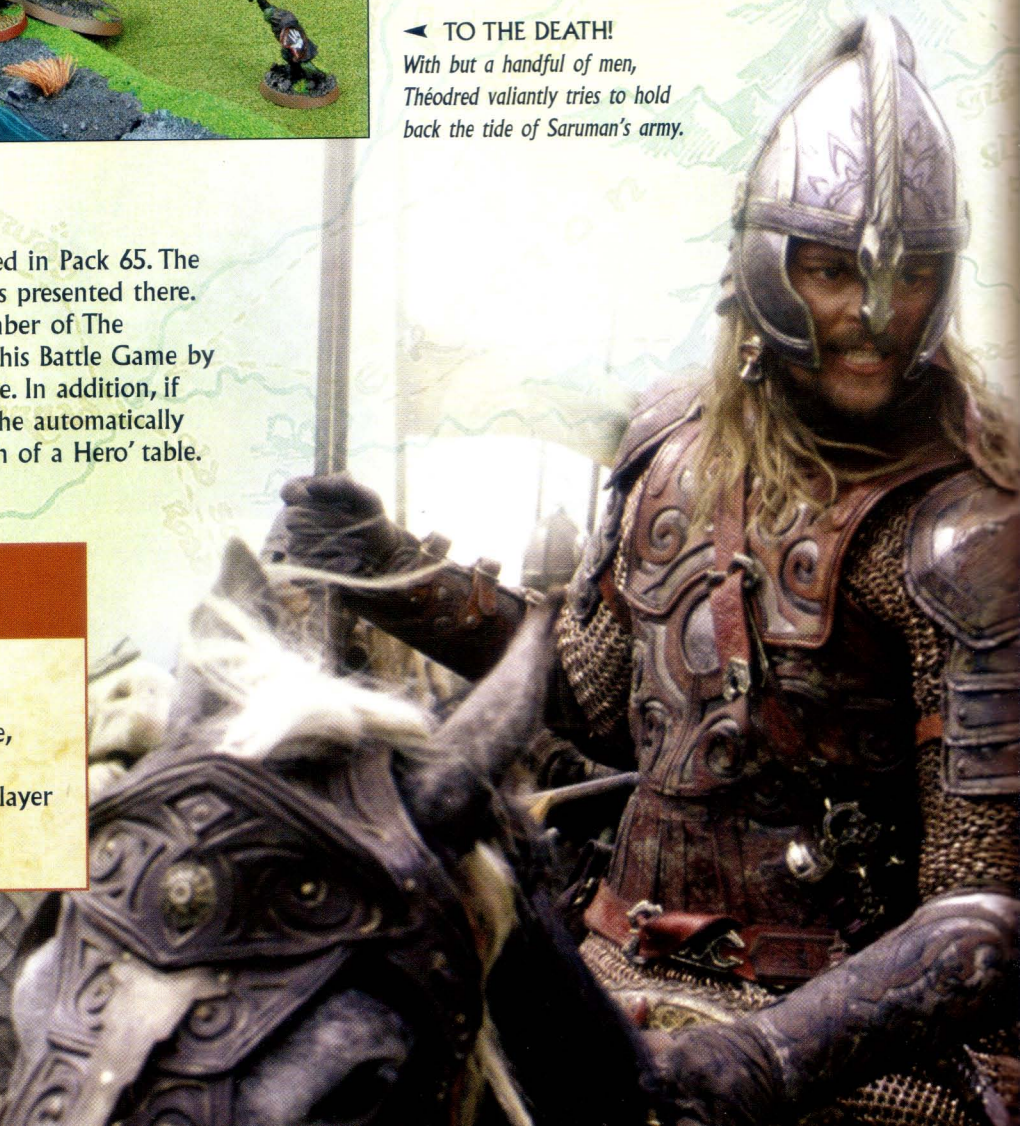 TO THE DEATH!
With but a handful of men,
Théodred valiantly tries to hold
back the tide of Saruman's army.
ed in Pack 65. The
s presented there.
ber of The
his Battle Game by
e. In addition, if
he automatically
of a Hero' table.
e,
layer